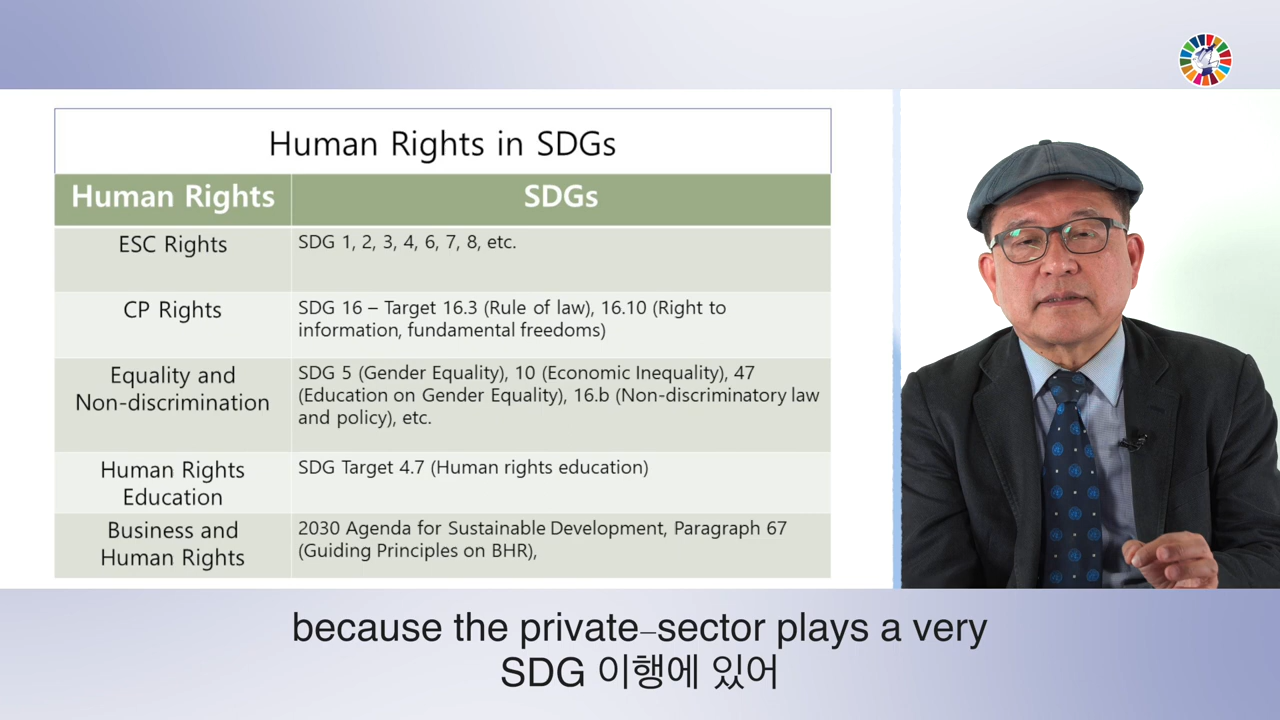 Human Rights in SDGs
Human Rights
SDGs
ESC Rights
SDG 1, 2, 3, 4, 6, 7, 8, etc.
CP Rights
SDG 16 – Target 16.3 (Rule of law), 16.10 (Right to
information, fundamental freedoms)
Equality and
Non-discrimination
SDG 5 (Gender Equality), 10 (Economic Inequality), 47
(Education on Gender Equality), 16.b (Non-discriminatory law
and policy), etc.
Human Rights
Education
SDG Target 4.7 (Human rights education)
Business and
Human Rights
2030 Agenda for Sustainable Development, Paragraph 67
(Guiding Principles on BHR),
because the private–sector plays a very
SDG 이행에 있어